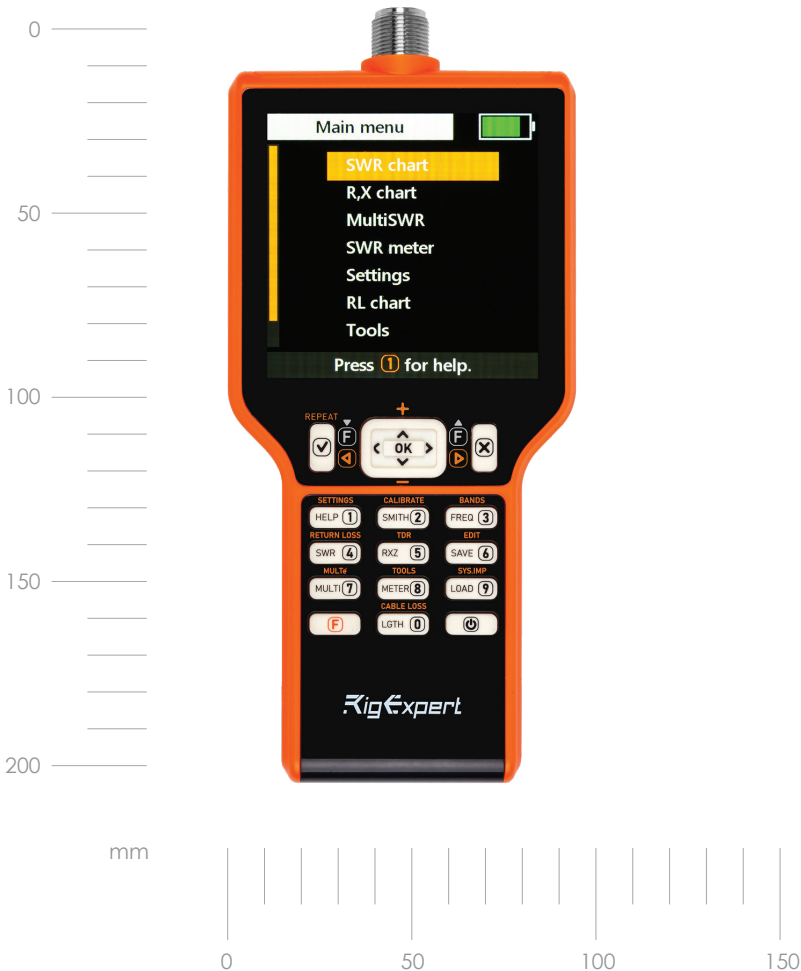 0
50
100
150
200
mm
0
50
100
150
Main menu
SWR chart
R,X chart
MultiSWR
SWR meter
Settings
RL chart
Tools
Press 1 for help.
+
REPEAT
F
OK
F
−
SETTINGS CALIBRATE BANDS
HELP 1 SMITH 2 FREQ 3
RETURN LOSS TDR EDIT
SWR 4 RXZ 5 SAVE 6
TOOLS SYS.IMP
MULTI 7 METER 8 LOAD 9
CABLE LOSS
F LGTH 0
RigExpert